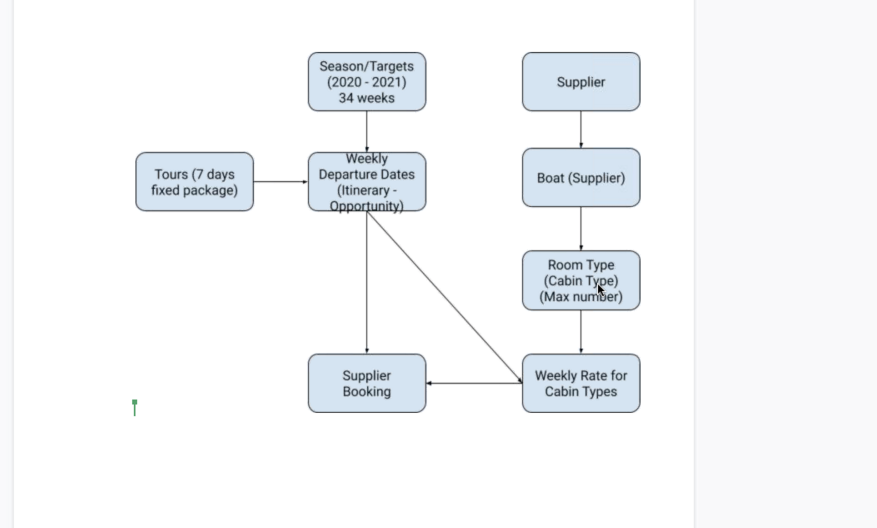 Season/Targets
(2020 - 2021)
34 weeks
Supplier
Tours (7 days
fixed package)
Weekly
Departure Dates
(Itinerary -
Opportunity)
Boat (Supplier)
Room Type
(Cabin Type)
(Max number)
Supplier
Booking
Weekly Rate for
Cabin Types